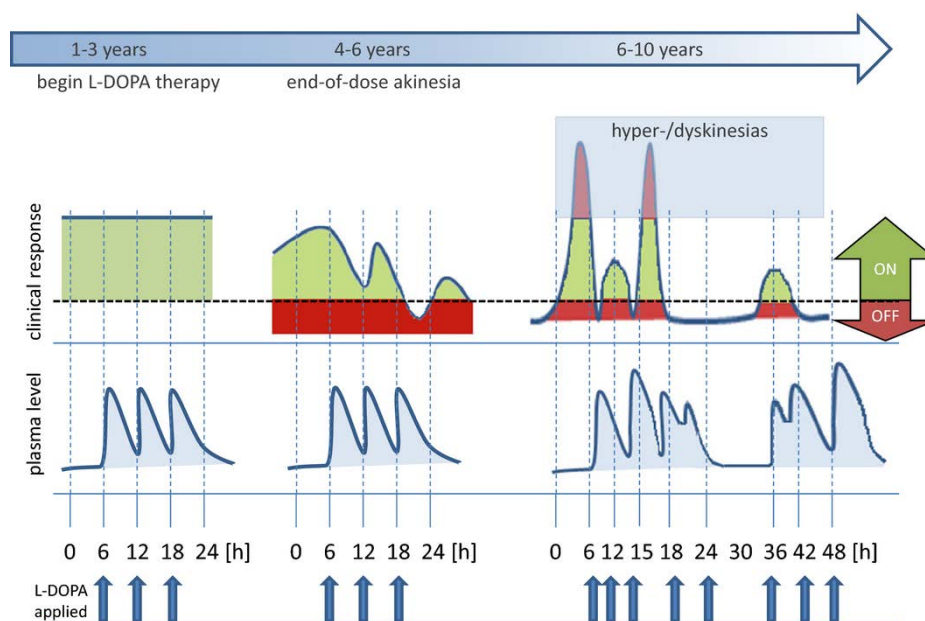 1-3 years 4-6 years 6-10 years
begin L-DOPA therapy end-of-dose akinesia
hyper-/dyskinesias
clinical response
ON
OFF
plasma level
0 6 12 18 24 [h] 0 6 12 24 [h] 0 6 12 15 18 24 30 36 42 48 [h]
L-DOPA
applied